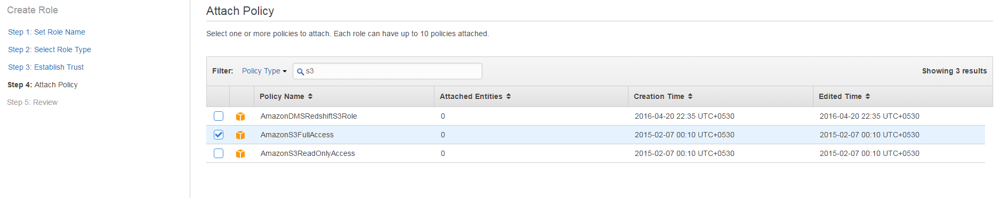 Create Role
Step 1: Set Role Name
Step 2: Select Role Type
Step 3: Establish Trust
Step 4: Attach Policy
Step 5: Review
Attach Policy
Select one or more policies to attach. Each role can have up to 10 policies attached.
Filter: Policy Type s3 Showing 3 results
Policy Name Attached Entities Creation Time Edited Time
AmazonDMSRedshiftS3Role 0 2016-04-20 22:35 UTC+0530 2016-04-20 22:35 UTC+0530
AmazonS3FullAccess 0 2015-02-07 00:10 UTC+0530 2015-02-07 00:10 UTC+0530
AmazonS3ReadOnlyAccess 0 2015-02-07 00:10 UTC+0530 2015-02-07 00:10 UTC+0530